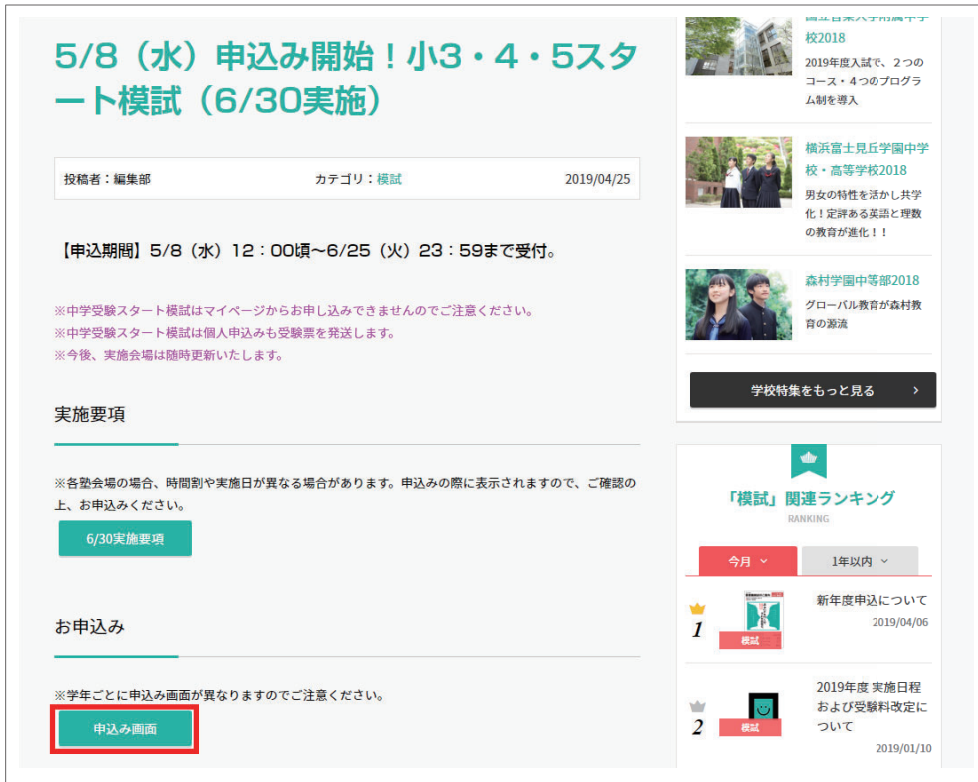 5/8（水）申込み開始！小3・4・5スタ
ート模試（6/30実施）
投稿者：編集部
カテゴリ：模試
2019/04/25
【申込期間】5/8（水）12：00頃～6/25（火）23：59まで受付。
※中学受験スタート模試はマイページからお申し込みできませんのでご注意ください。
※中学受験スタート模試は個人申込みも受験票を発送します。
※今後、実施会場は随時更新いたします。
実施要項
※各塾会場の場合、時間割や実施日が異なる場合があります。申込みの際に表示されますので、ご確認の
上、お申込みください。
6/30実施要項
お申込み
※学年ごとに申込み画面が異なりますのでご注意ください。
申込み画面
校2018
2019年度入試で、２つの
コース・４つのプログラ
ム制を導入
横浜富士見丘学園中学
校・高等学校2018
男女の特性を活かし共学
化！定評ある英語と理数
の教育が進化！！
森村学園中等部2018
グローバル教育が森村教
育の源流
学校特集をもっと見る
「模試」関連ランキング
RANKING
今月
1年以内
1
模試
新年度申込について
2019/04/06
2
模試
2019年度 実施日程
および受験料改定に
ついて
2019/01/10